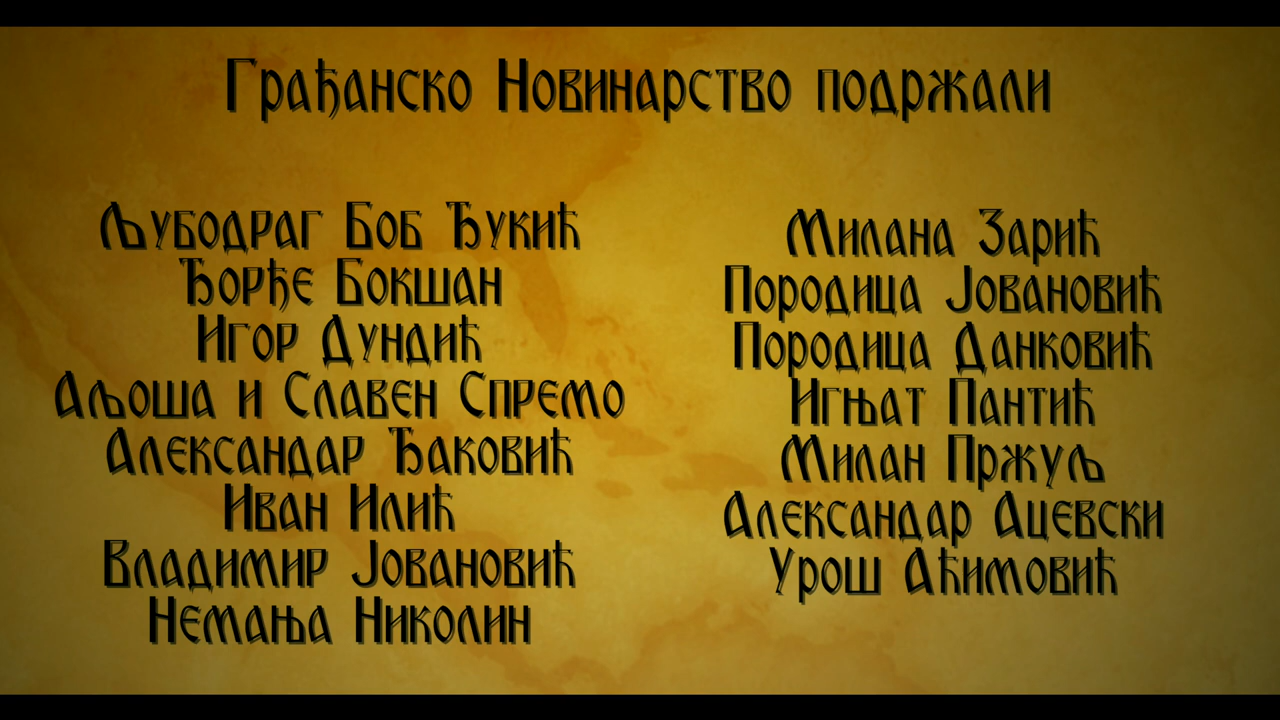 Грађанско Новинарство подржали
Љубодраг Боб Ђукић
Ђорђе Бокшан
Игор Дундић
Аљоша и Славен Спремо
Александар Ђаковић
Иван Илић
Владимир Јовановић
Немања Николин
Милана Зарић
Породица Јовановић
Породица Данковић
Игњат Пантић
Милан Пржуљ
Александар Ацевски
Урош Аћимовић